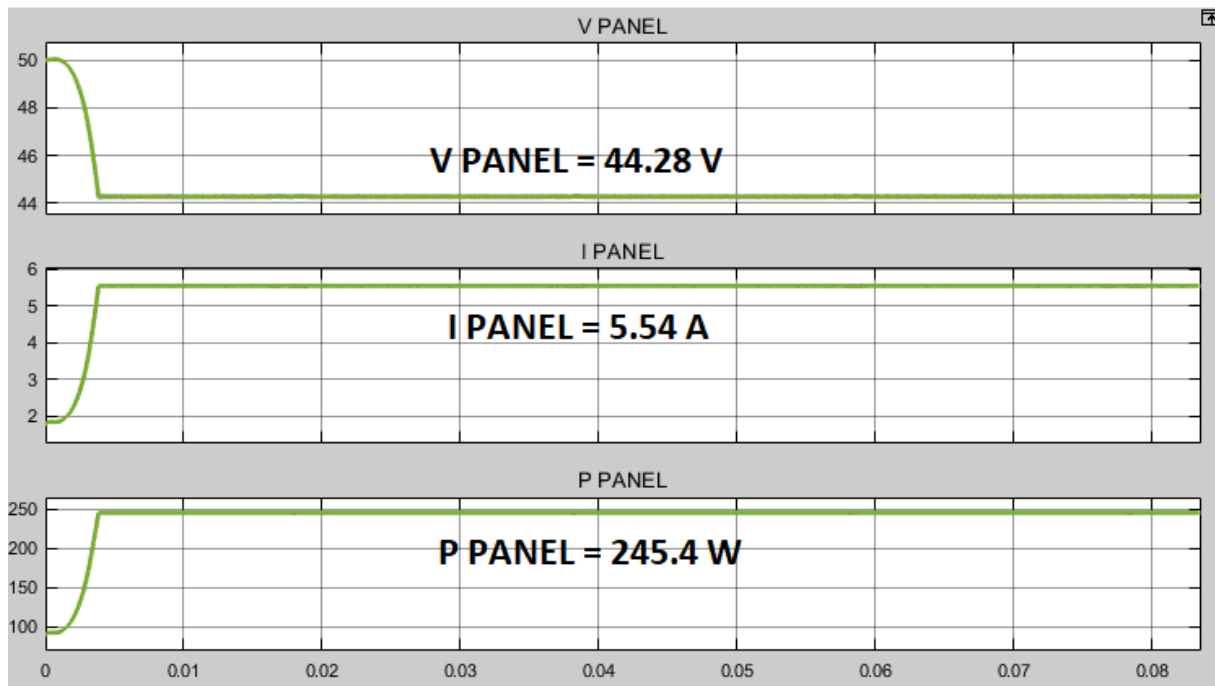 V PANEL
50
48
46
44
V PANEL = 44.28 V
I PANEL
6
5
4
3
2
I PANEL = 5.54 A
P PANEL
250
200
150
100
P PANEL = 245.4 W
0 0.01 0.02 0.03 0.04 0.05 0.06 0.07 0.08